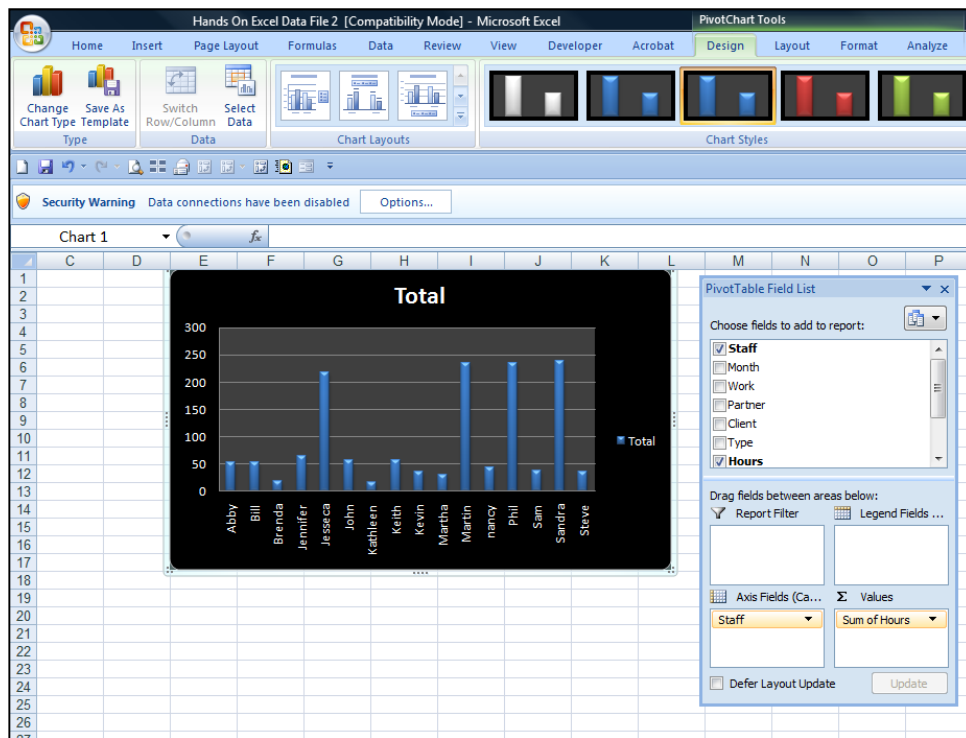 Hands On Excel Data File 2 [Compatibility Mode] - Microsoft Excel
PivotChart Tools
Home Insert Page Layout Formulas Data Review View Developer Acrobat Design Layout Format Analyze
Change Chart Type
Save As Template
Switch Row/Column
Select Data
Type Data Chart Layouts Chart Styles
Security Warning Data connections have been disabled Options...
Chart 1 fx
C D E F G H I J K L M N O P
1
2
3
4
5
6
7
8
9
10
11
12
13
14
15
16
17
18
19
20
21
22
23
24
25
26
Total
300
250
200
150
100
50
0
Abby
Bill
Brenda
Jennifer
Jesseca
John
Kathleen
Keith
Kevin
Martha
Martin
nancy
Phil
Sam
Sandra
Steve
Total
PivotTable Field List
Choose fields to add to report:
Staff
Month
Work
Partner
Client
Type
Hours
Drag fields between areas below:
Report Filter Legend Fields ...
Axis Fields (Ca... Σ Values
Staff Sum of Hours
Defer Layout Update Update